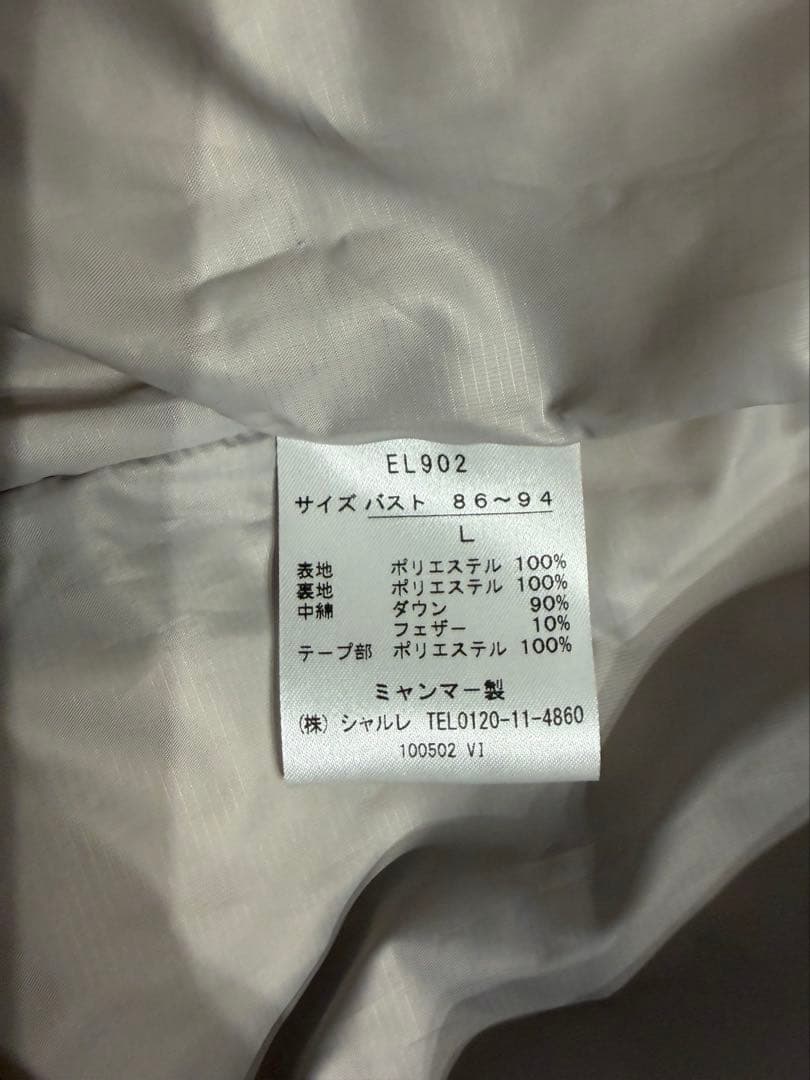 EL902
サイズ バスト 86〜94
L
表地 ポリエステル 100%
裏地 ポリエステル 100%
中綿 ダウン 90%
フェザー 10%
テープ部 ポリエステル 100%
ミャンマー製
(株) シャルレ TEL0120-11-4860
100502 VI